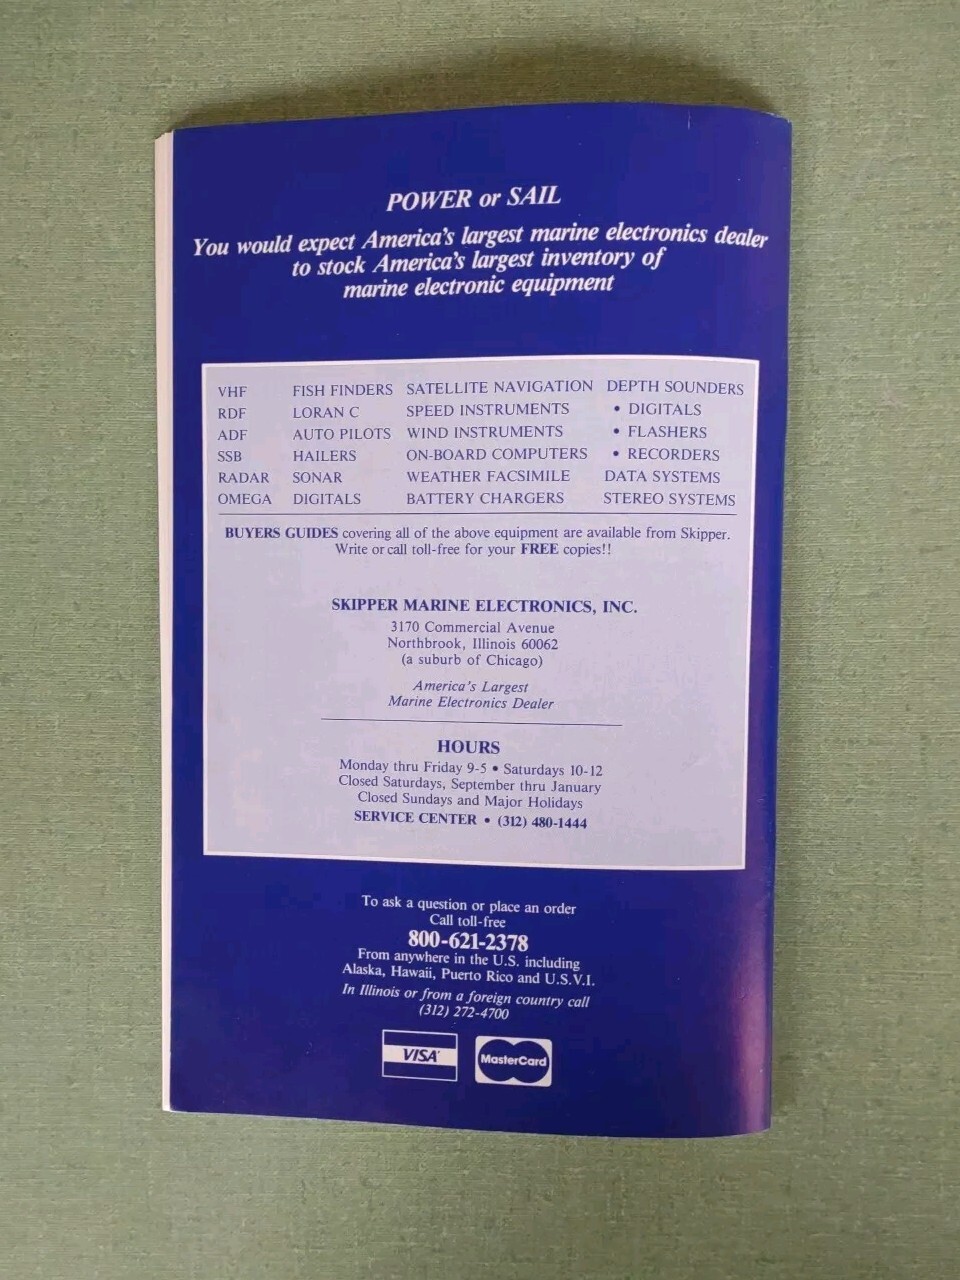 POWER or SAIL
You would expect America's largest marine electronics dealer
to stock America's largest inventory of
marine electronic equipment
VHF FISH FINDERS SATELLITE NAVIGATION DEPTH SOUNDERS
RDF LORAN C SPEED INSTRUMENTS • DIGITALS
ADF AUTO PILOTS WIND INSTRUMENTS • FLASHERS
SSB HAILERS ON-BOARD COMPUTERS • RECORDERS
RADAR SONAR WEATHER FACSIMILE DATA SYSTEMS
OMEGA DIGITALS BATTERY CHARGERS STEREO SYSTEMS
BUYERS GUIDES covering all of the above equipment are available from Skipper.
Write or call toll-free for your FREE copies!!
SKIPPER MARINE ELECTRONICS, INC.
3170 Commercial Avenue
Northbrook, Illinois 60062
(a suburb of Chicago)
America's Largest
Marine Electronics Dealer
HOURS
Monday thru Friday 9-5 • Saturdays 10-12
Closed Saturdays, September thru January
Closed Sundays and Major Holidays
SERVICE CENTER • (312) 480-1444
To ask a question or place an order
Call toll-free
800-621-2378
From anywhere in the U.S. including
Alaska, Hawaii, Puerto Rico and U.S.V.I.
In Illinois or from a foreign country call
(312) 272-4700
VISA MasterCard